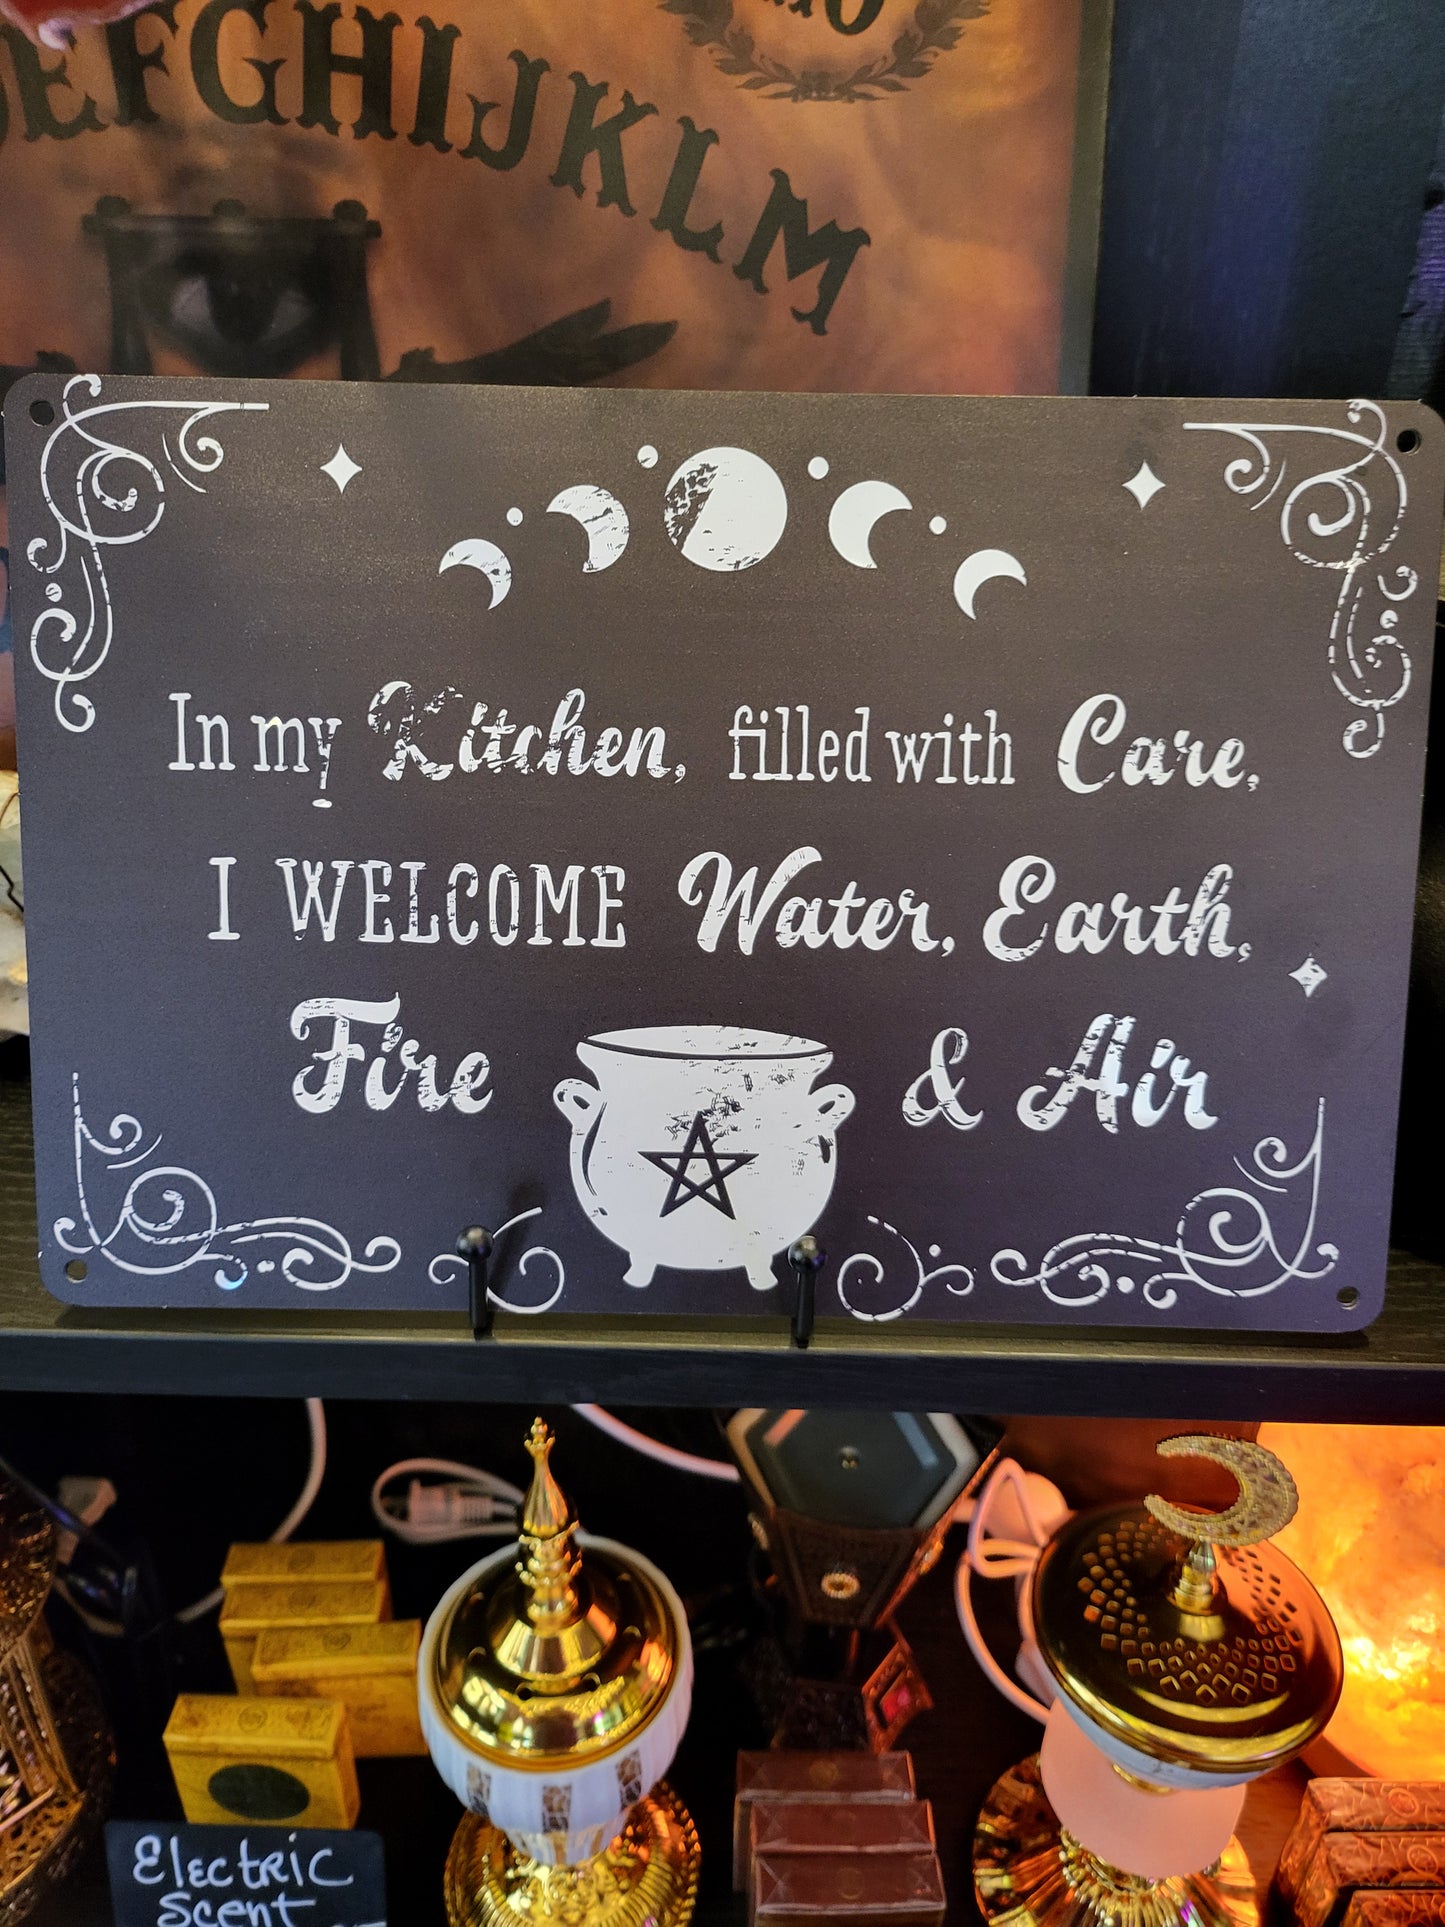 EFGHIJKLM
In my Kitchen, filled with Care,
I WELCOME Water, Earth,
Fire & Air
Electric
Scent